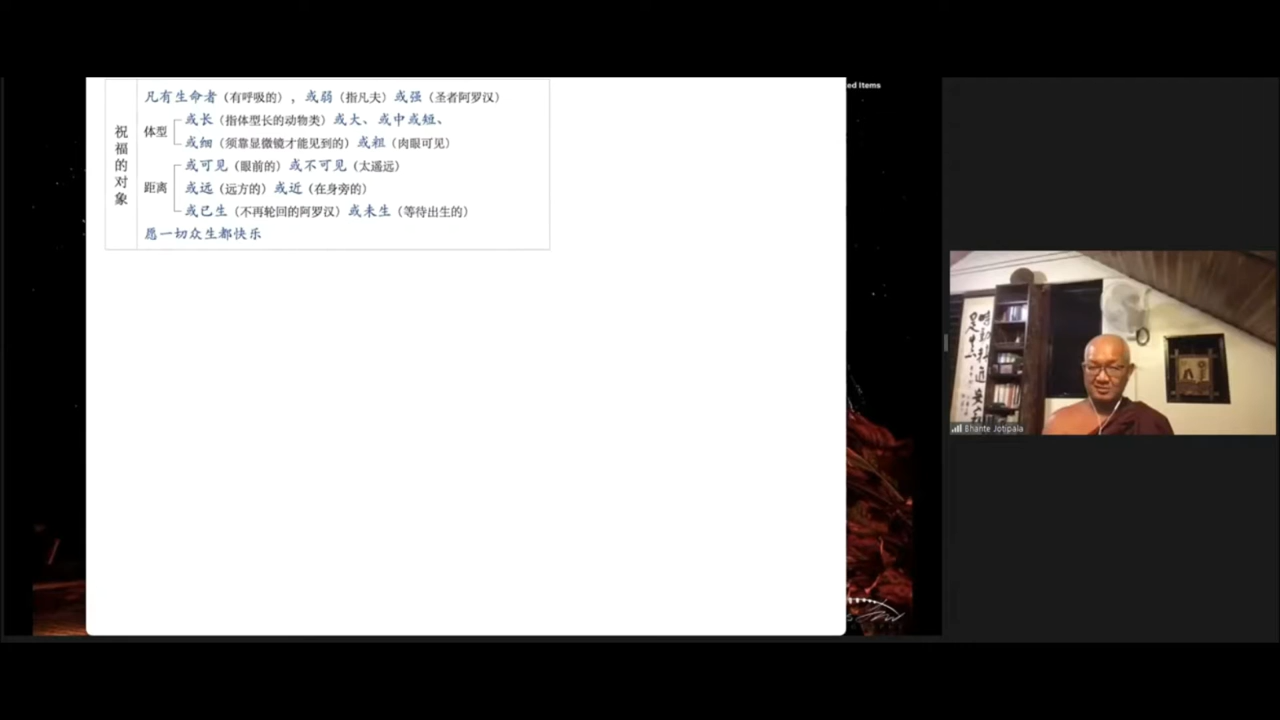 凡有生命者（有呼吸的），或弱（指凡夫）或强（圣者阿罗汉）
祝福的对象
体型
或长（指体型长的动物类）或大、或中或短、
或细（须靠显微镜才能见到的）或粗（肉眼可见）
距离
或可见（眼前的）或不可见（太遥远）
或远（远方的）或近（在身旁的）
或已生（不再轮回的阿罗汉）或未生（等待出生的）
愿一切众生都快乐
ed Items
Bhante Jotipala